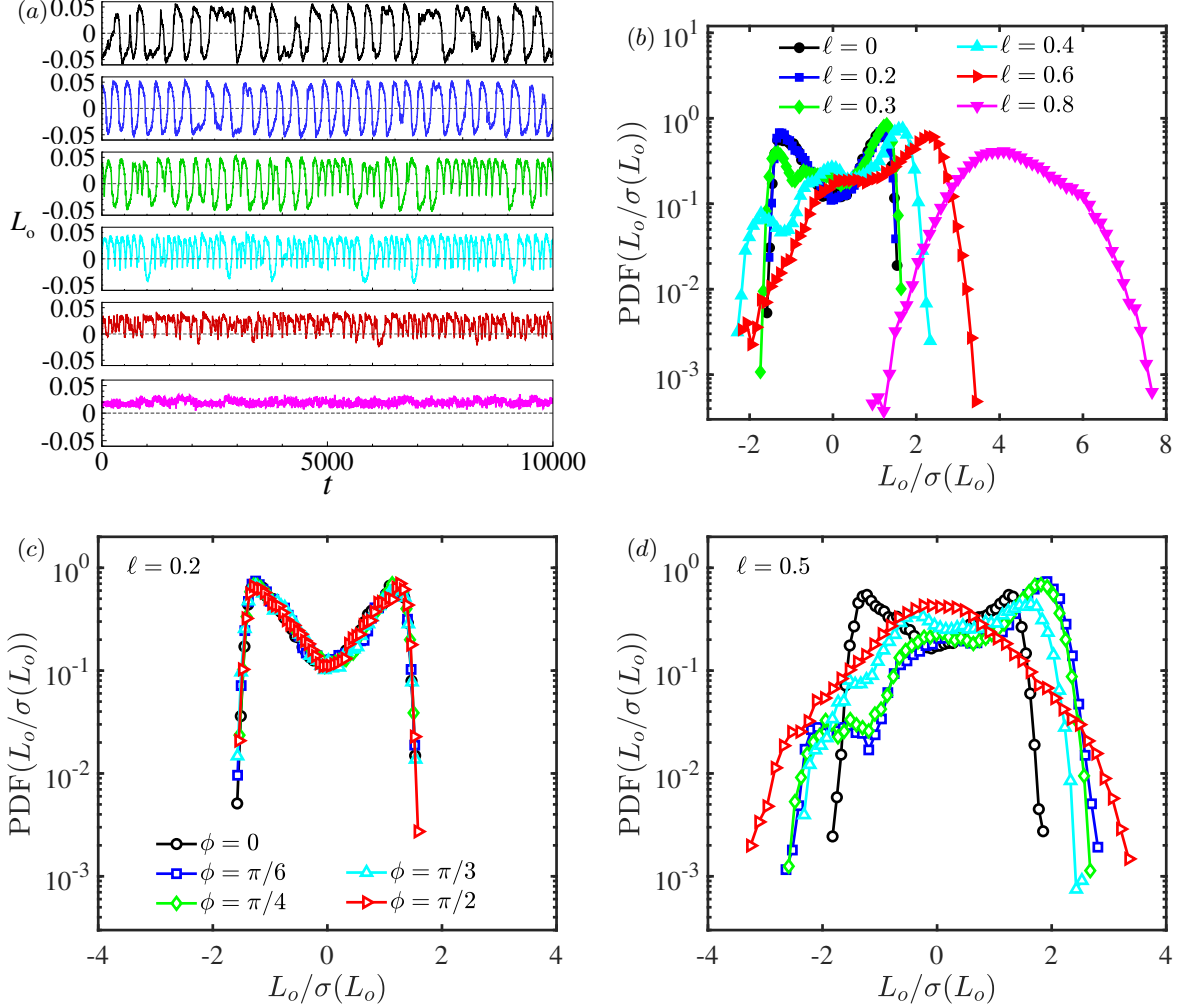 (a)
0.05
0
-0.05
0.05
0
-0.05
0.05
0
-0.05
L_o
0.05
0
-0.05
0.05
0
-0.05
0.05
0
-0.05
0 5000 10000
t
(b)
ℓ = 0
ℓ = 0.2
ℓ = 0.3
ℓ = 0.4
ℓ = 0.6
ℓ = 0.8
PDF(L_o/σ(L_o))
10^1
10^0
10^-1
10^-2
10^-3
-2 0 2 4 6 8
L_o/σ(L_o)
(c)
ℓ = 0.2
PDF(L_o/σ(L_o))
10^0
10^-1
10^-2
10^-3
ϕ = 0
ϕ = π/6
ϕ = π/4
ϕ = π/3
ϕ = π/2
-4 -2 0 2 4
L_o/σ(L_o)
(d)
ℓ = 0.5
PDF(L_o/σ(L_o))
10^0
10^-1
10^-2
10^-3
-4 -2 0 2 4
L_o/σ(L_o)